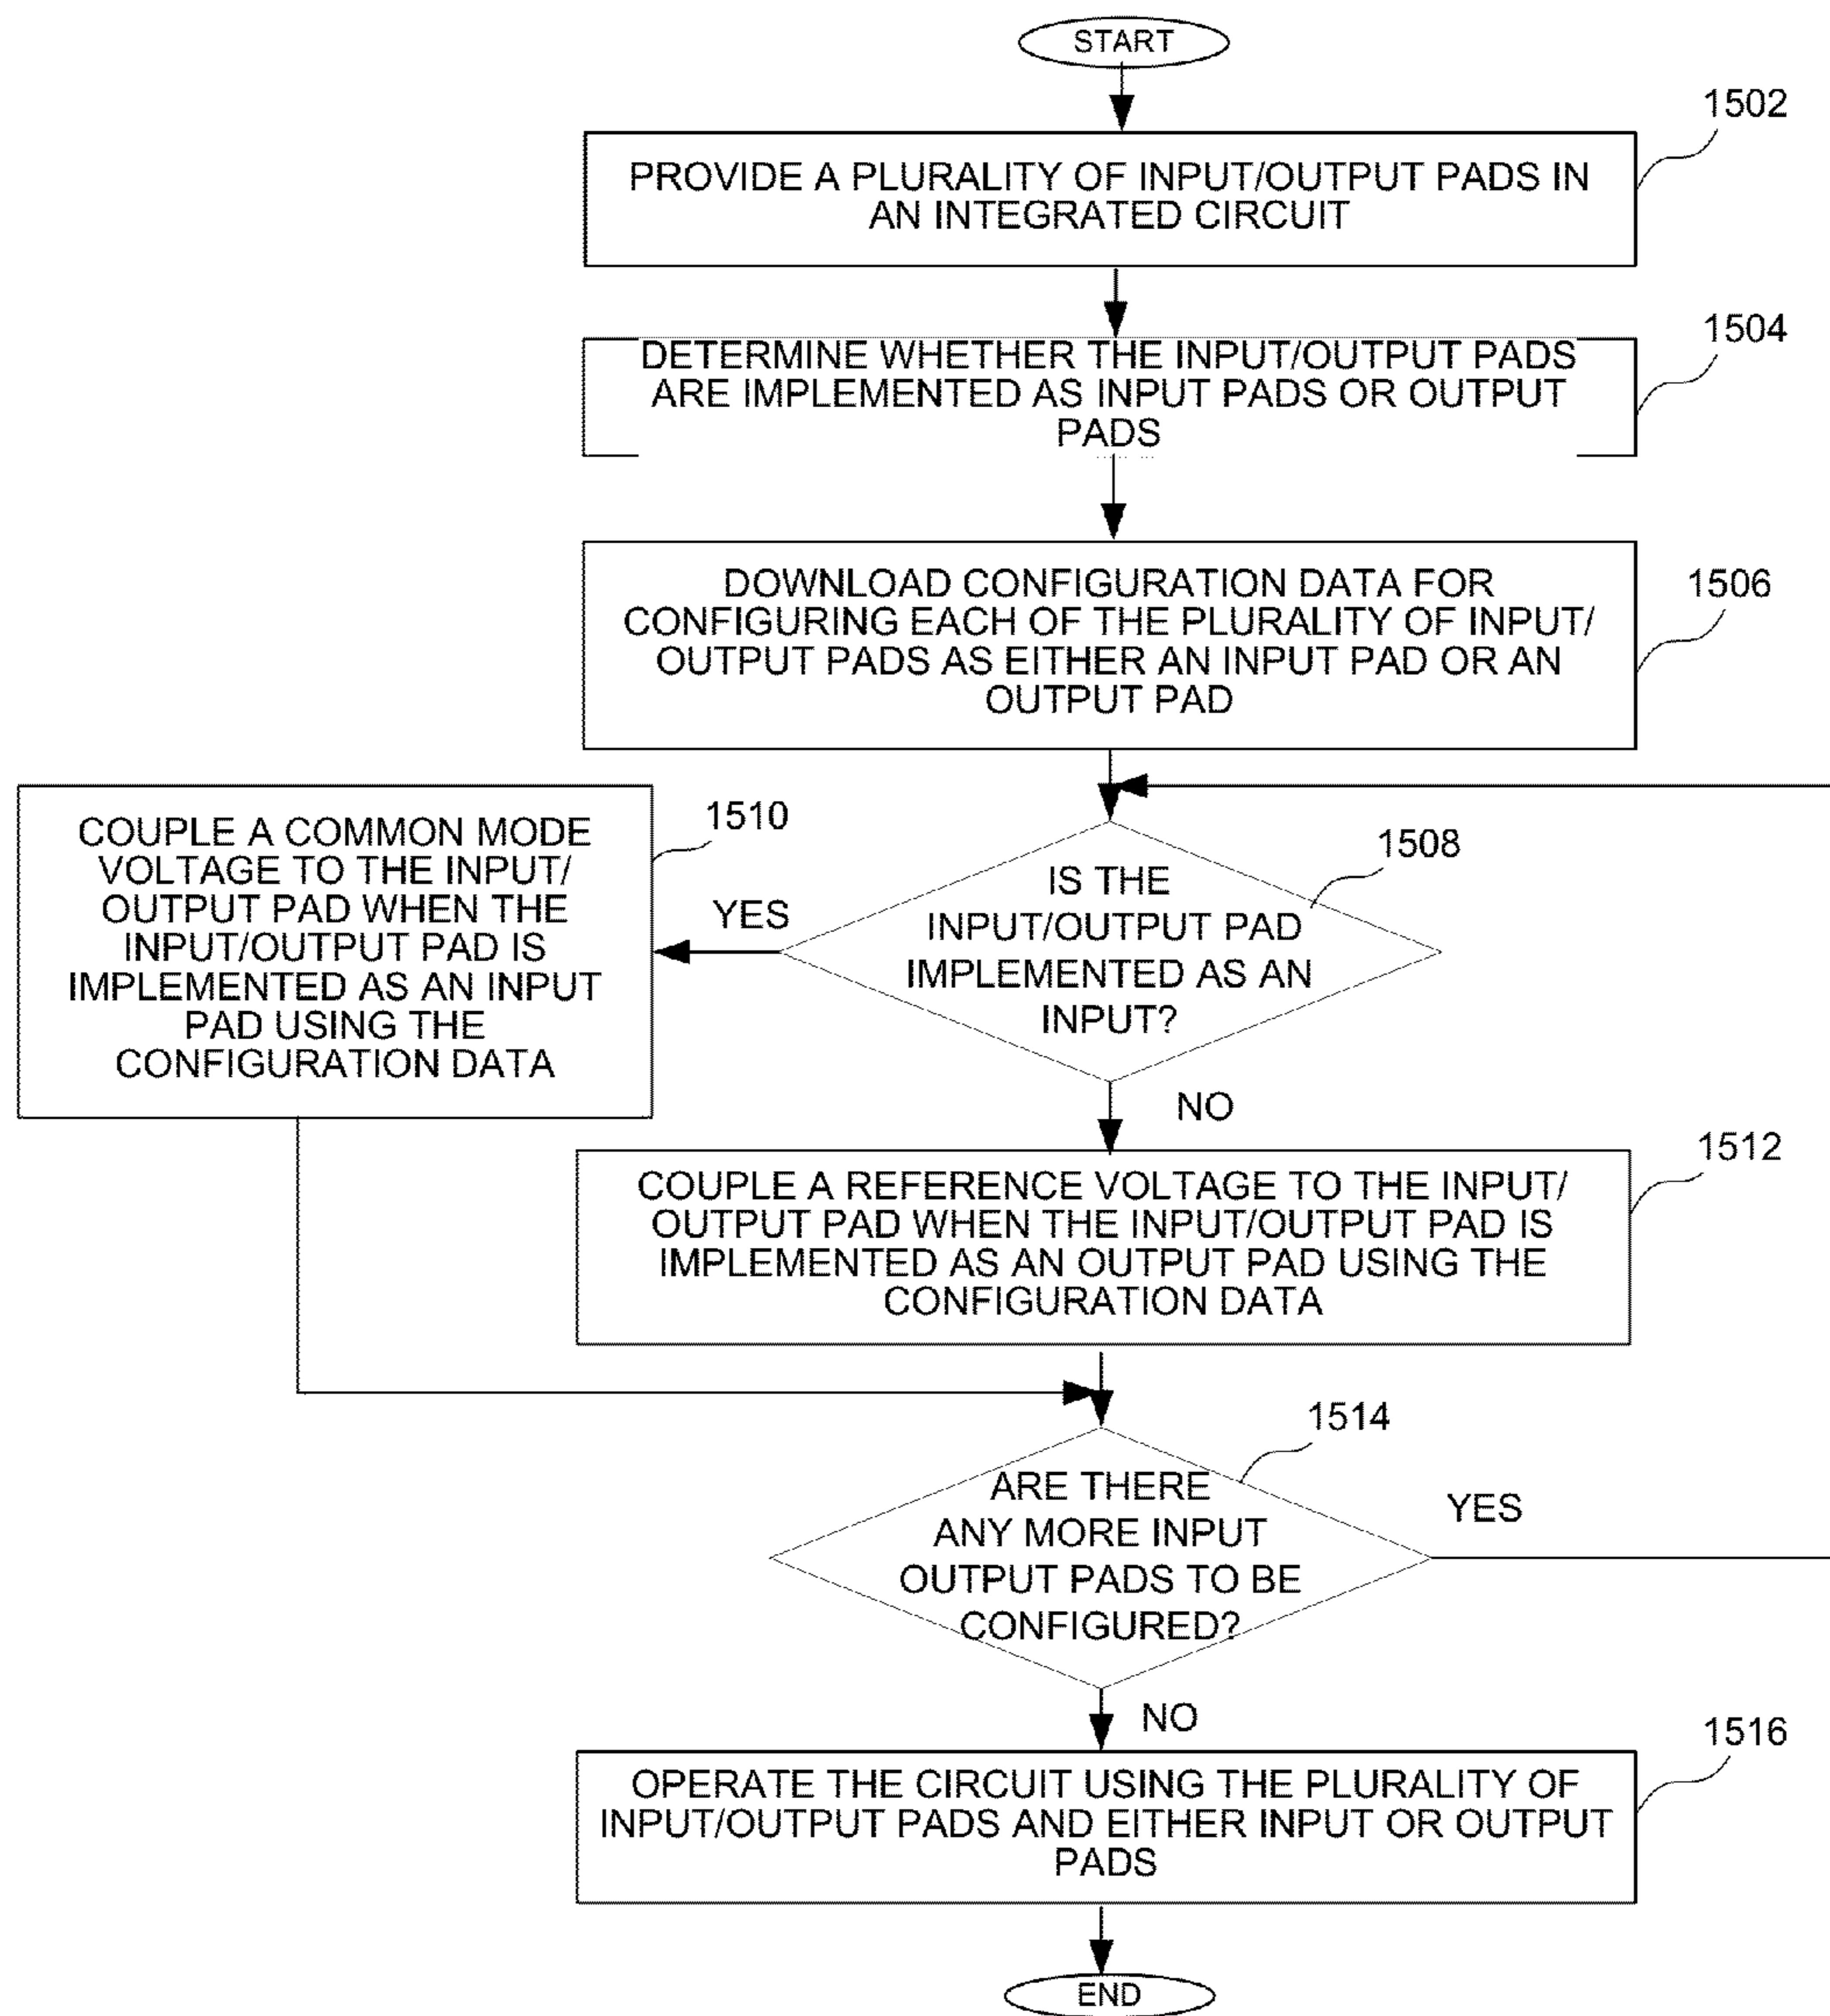 START
1502
PROVIDE A PLURALITY OF INPUT/OUTPUT PADS IN
AN INTEGRATED CIRCUIT
1504
DETERMINE WHETHER THE INPUT/OUTPUT PADS
ARE IMPLEMENTED AS INPUT PADS OR OUTPUT
PADS
1506
DOWNLOAD CONFIGURATION DATA FOR
CONFIGURING EACH OF THE PLURALITY OF INPUT/
OUTPUT PADS AS EITHER AN INPUT PAD OR AN
OUTPUT PAD
1508
IS THE
INPUT/OUTPUT PAD
IMPLEMENTED AS AN
INPUT?
YES
1510
COUPLE A COMMON MODE
VOLTAGE TO THE INPUT/
OUTPUT PAD WHEN THE
INPUT/OUTPUT PAD IS
IMPLEMENTED AS AN INPUT
PAD USING THE
CONFIGURATION DATA
NO
1512
COUPLE A REFERENCE VOLTAGE TO THE INPUT/
OUTPUT PAD WHEN THE INPUT/OUTPUT PAD IS
IMPLEMENTED AS AN OUTPUT PAD USING THE
CONFIGURATION DATA
1514
ARE THERE
ANY MORE INPUT
OUTPUT PADS TO BE
CONFIGURED?
YES
NO
1516
OPERATE THE CIRCUIT USING THE PLURALITY OF
INPUT/OUTPUT PADS AND EITHER INPUT OR OUTPUT
PADS
END